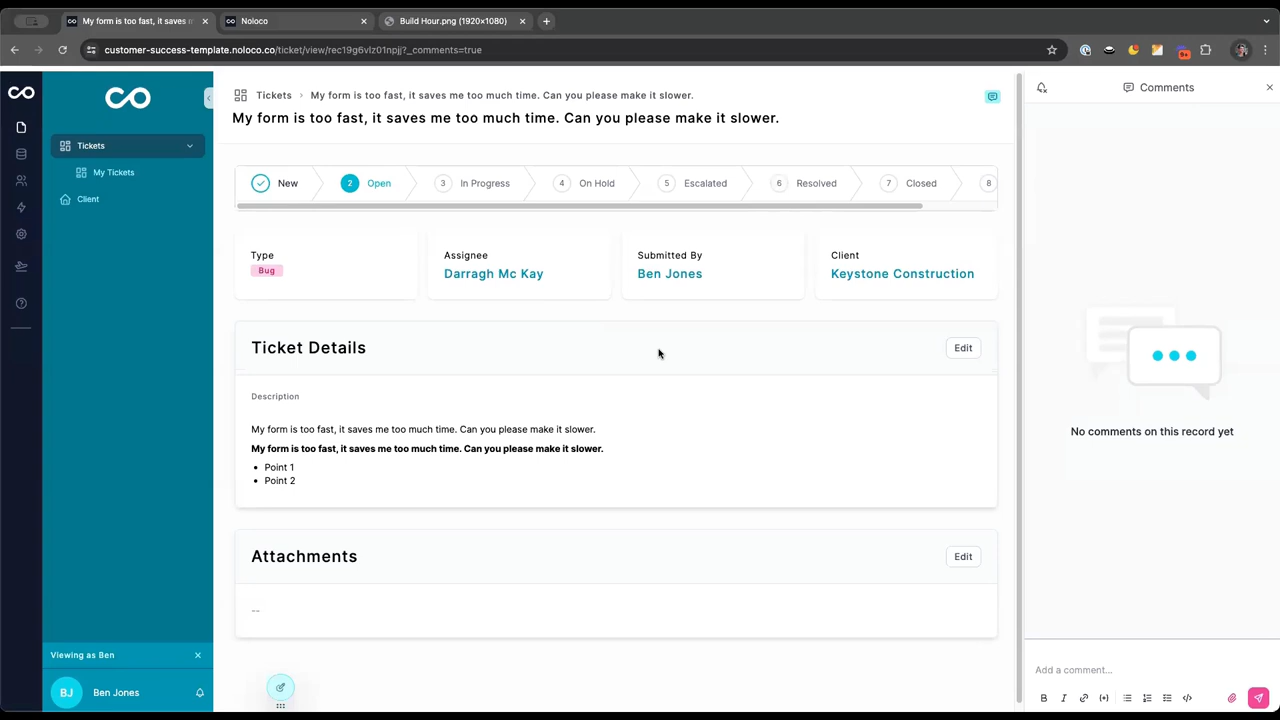 My form is too fast, it saves m
Noloco
Build Hour.png (1920×1080)
customer-success-template.noloco.co/ticket/view/rec19g6vlz01npjj?_comments=true
9+
Tickets
My Tickets
Client
Viewing as Ben
BJ
Ben Jones
Tickets › My form is too fast, it saves me too much time. Can you please make it slower.
My form is too fast, it saves me too much time. Can you please make it slower.
New
2 Open
3 In Progress
4 On Hold
5 Escalated
6 Resolved
7 Closed
8
Type
Bug
Assignee
Darragh Mc Kay
Submitted By
Ben Jones
Client
Keystone Construction
Ticket Details
Edit
Description
My form is too fast, it saves me too much time. Can you please make it slower.
My form is too fast, it saves me too much time. Can you please make it slower.
• Point 1
• Point 2
Attachments
Edit
--
Comments
No comments on this record yet
Add a comment...
B I